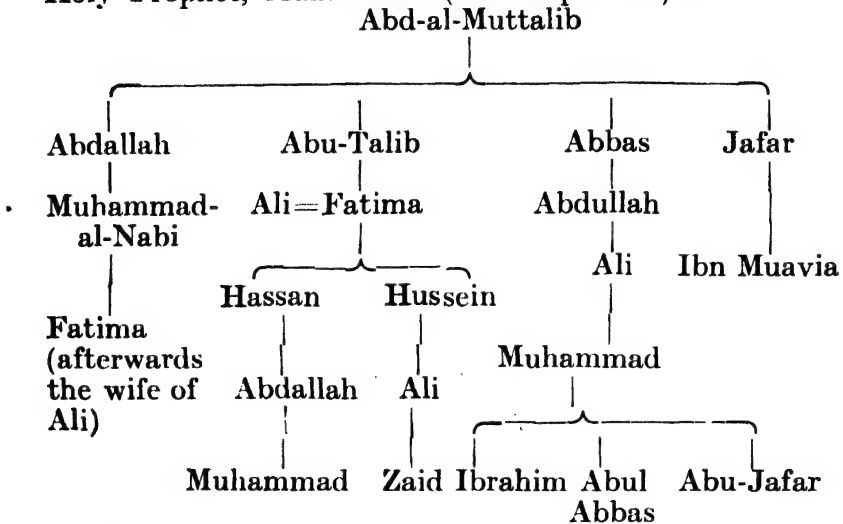 Abd-al-Muttalib
Abdallah Abu-Talib Abbas Jafar
Muhammad- Ali=Fatima Abdullah
al-Nabi
Ali Ibn Muavia
Hassan Hussein
Fatima
(afterwards Muhammad
the wife of Abdallah Ali
Ali)
Muhammad Zaid Ibrahim Abul Abu-Jafar
Abbas